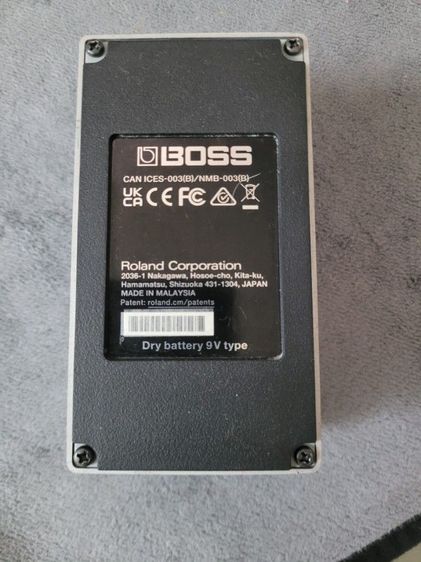 BOSS
CAN ICES-003(B)/NMB-003(B)
UK CA CE FC
Roland Corporation
2036-1 Nakagawa, Hosoe-cho, Kita-ku,
Hamamatsu, Shizuoka 431-1304, JAPAN
MADE IN MALAYSIA
Patent: roland.cm/patents
Dry battery 9V type